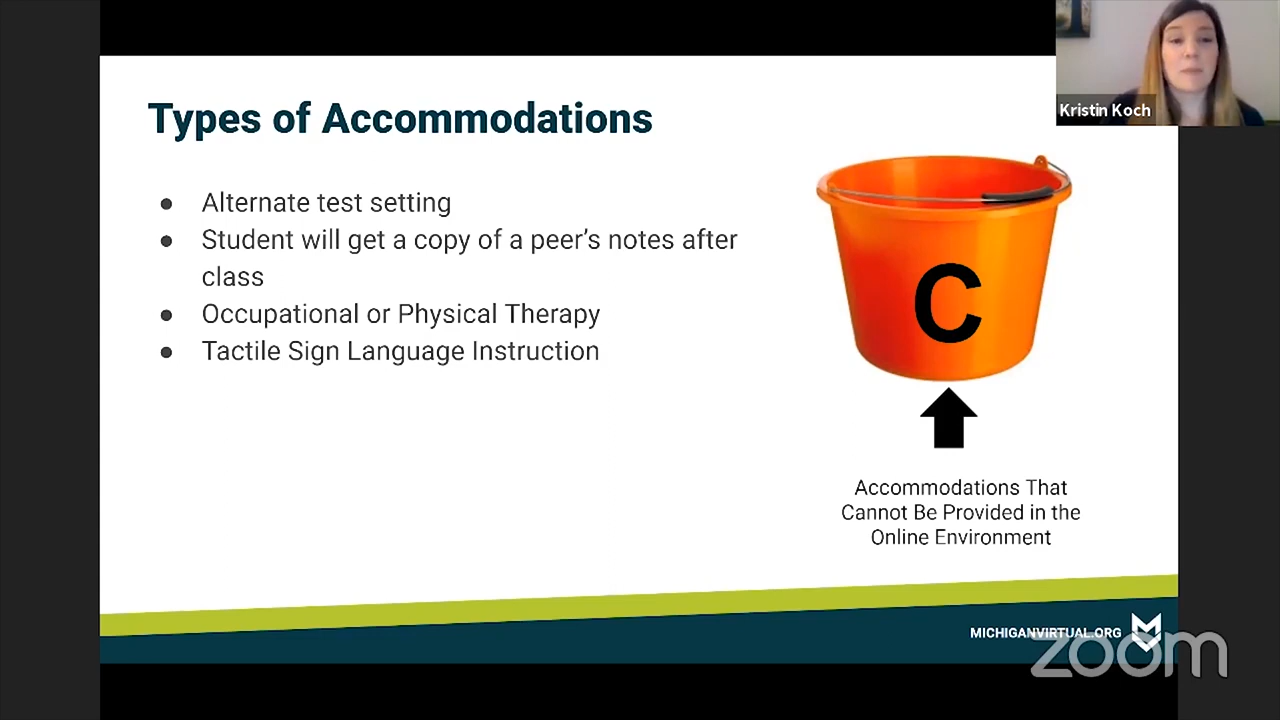 Kristin Koch
Types of Accommodations
● Alternate test setting
● Student will get a copy of a peer's notes after
class
● Occupational or Physical Therapy
● Tactile Sign Language Instruction
C
Accommodations That
Cannot Be Provided in the
Online Environment
MICHIGANVIRTUAL.ORG
zoom